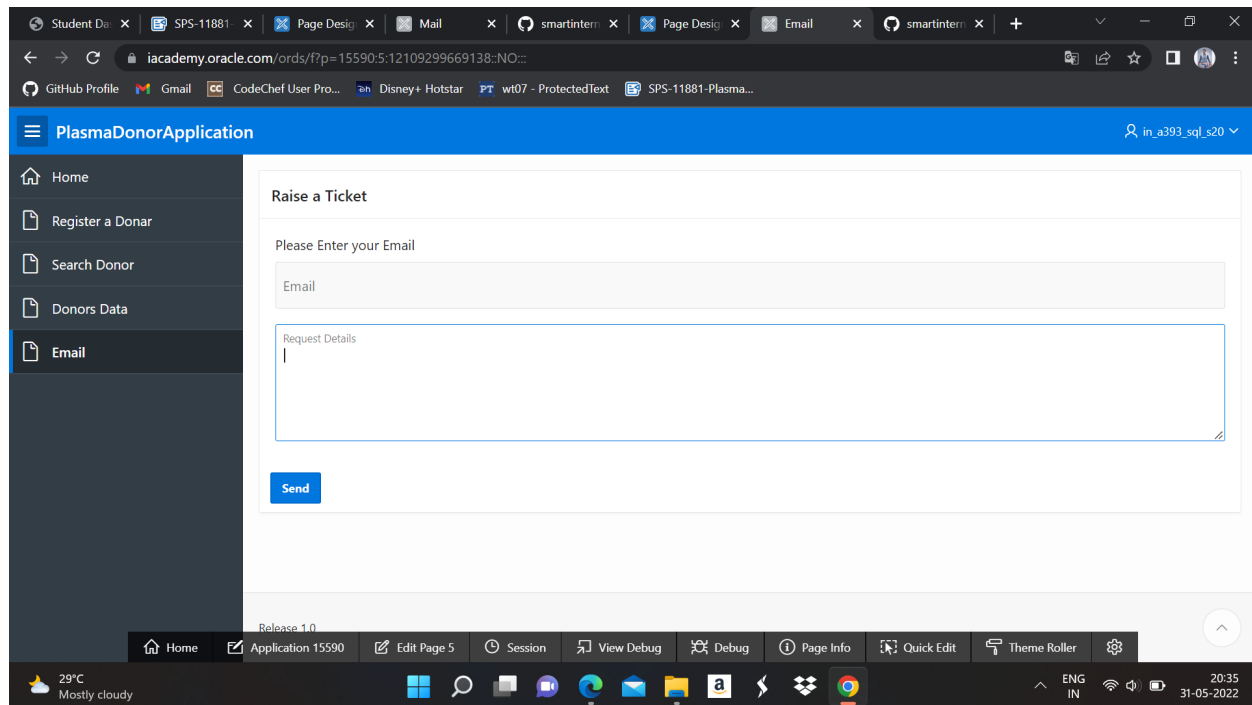 Student Da
SPS-11881-
Page Desig
Mail
smartintern
Page Desig
Email
smartintern
iacademy.oracle.com/ords/f?p=15590:5:12109299669138::NO:::
GitHub Profile
Gmail
CC CodeChef User Pro...
Disney+ Hotstar
PT wt07 - ProtectedText
SPS-11881-Plasma...
PlasmaDonorApplication
in_a393_sql_s20
Home
Register a Donar
Search Donor
Donors Data
Email
Raise a Ticket
Please Enter your Email
Email
Request Details
Send
Release 1.0
Home
Application 15590
Edit Page 5
Session
View Debug
Debug
Page Info
Quick Edit
Theme Roller
29°C
Mostly cloudy
a
ENG
IN
20:35
31-05-2022